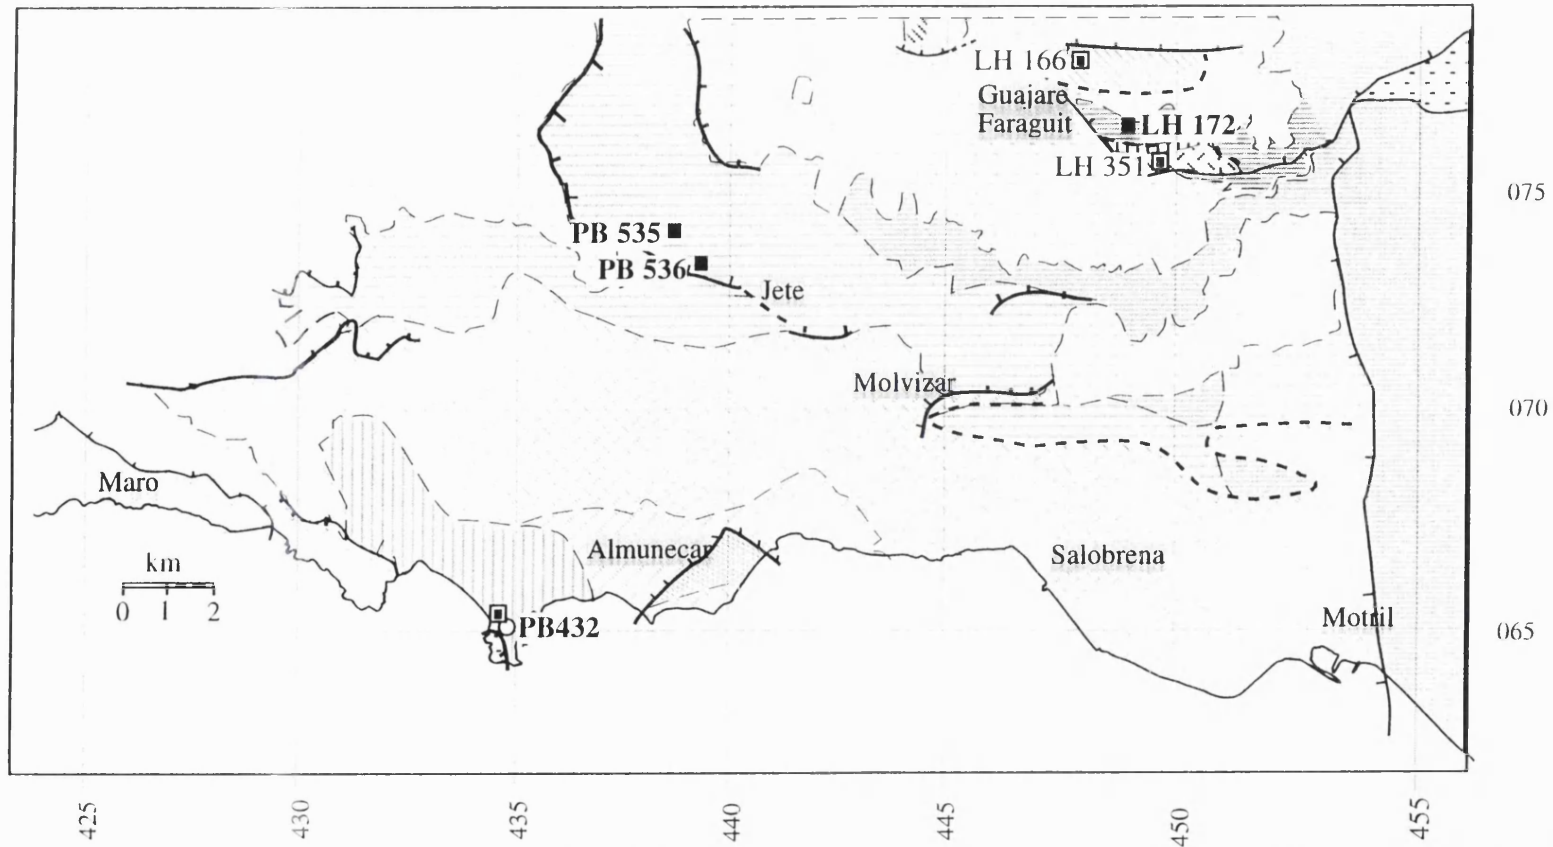 LH 166
Guajare
Faraguit
LH 172
LH 351
075
PB 535
PB 536
Jete
Molvizar
070
Maro
Almunecar
Salobrena
km
0 1 2
PB432
Motril
065
425
430
435
440
445
450
455